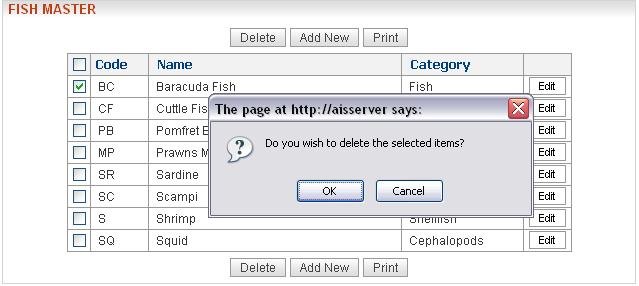 FISH MASTER
Delete Add New Print
Code Name Category
BC Baracuda Fish Fish Edit
CF Cuttle Fis Edit
The page at http://aisserver says:
PB Pomfret Edit
Do you wish to delete the selected items?
MP Prawns M Edit
SR Sardine Edit
SC Scampi Edit
OK Cancel
S Shrimp Shellfish Edit
SQ Squid Cephalopods Edit
Delete Add New Print